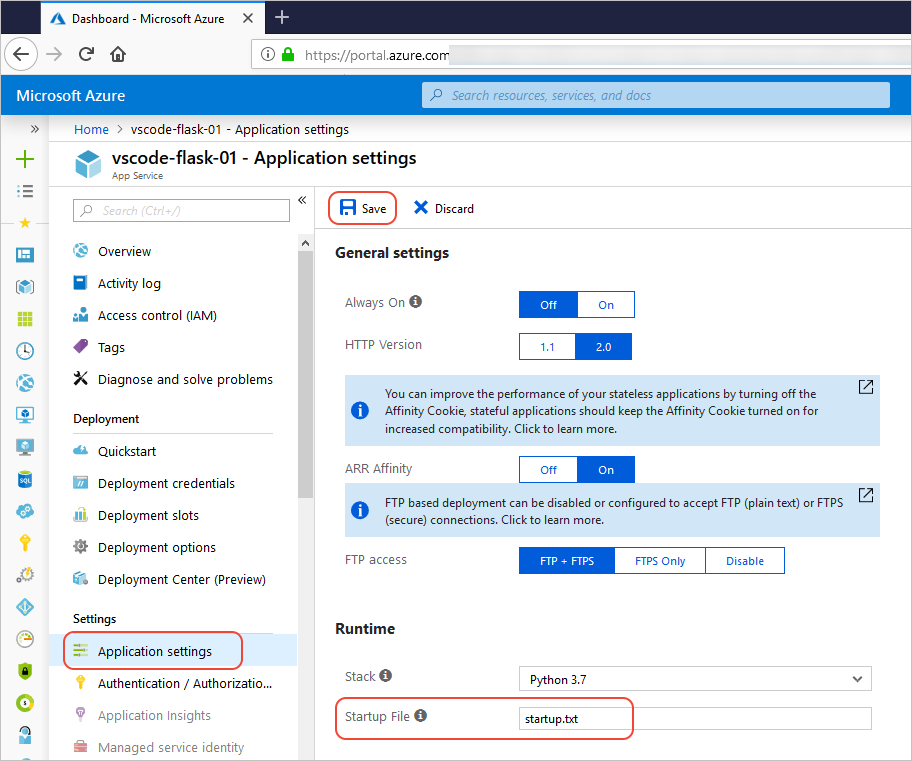 Dashboard - Microsoft Azure
https://portal.azure.com
Microsoft Azure
Search resources, services, and docs
Home > vscode-flask-01 - Application settings
vscode-flask-01 - Application settings
App Service
Search (Ctrl+/)
Overview
Activity log
Access control (IAM)
Tags
Diagnose and solve problems
Deployment
Quickstart
Deployment credentials
Deployment slots
Deployment options
Deployment Center (Preview)
Settings
Application settings
Authentication / Authorizatio...
Application Insights
Managed service identity
Save Discard
General settings
Always On Off On
HTTP Version 1.1 2.0
You can improve the performance of your stateless applications by turning off the
Affinity Cookie, stateful applications should keep the Affinity Cookie turned on for
increased compatibility. Click to learn more.
ARR Affinity Off On
FTP based deployment can be disabled or configured to accept FTP (plain text) or FTPS
(secure) connections. Click to learn more.
FTP access FTP + FTPS FTPS Only Disable
Runtime
Stack Python 3.7
Startup File startup.txt